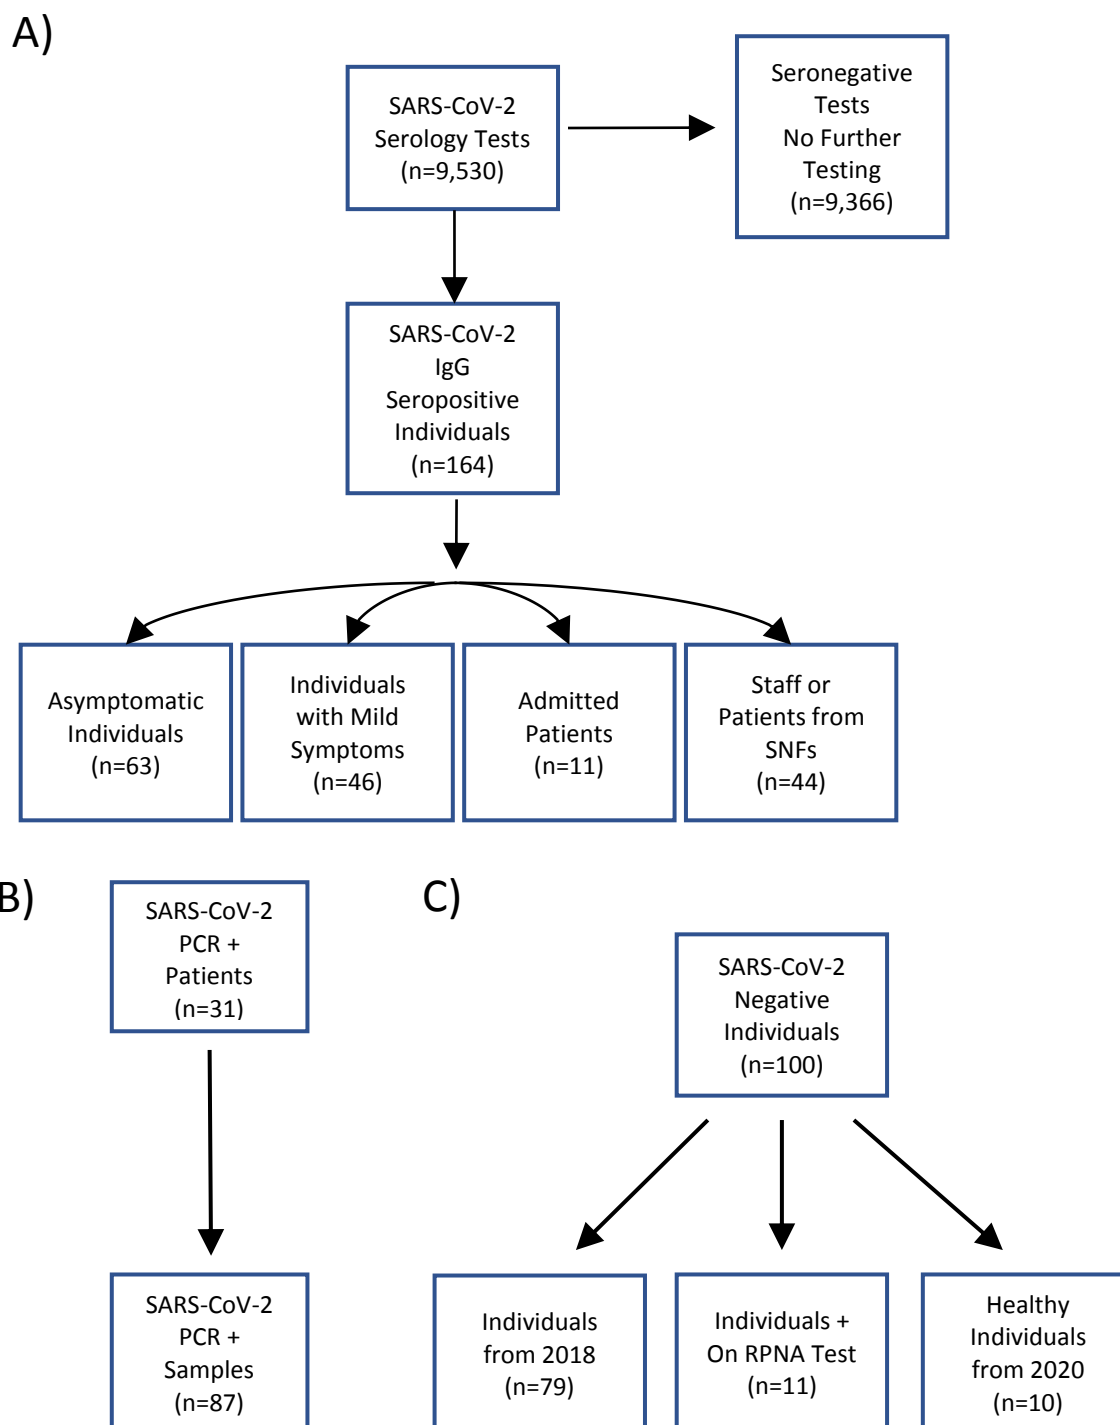 A)
SARS-CoV-2
Serology Tests
(n=9,530)
Seronegative
Tests
No Further
Testing
(n=9,366)
SARS-CoV-2
IgG
Seropositive
Individuals
(n=164)
Asymptomatic
Individuals
(n=63)
Individuals
with Mild
Symptoms
(n=46)
Admitted
Patients
(n=11)
Staff or
Patients from
SNFs
(n=44)
B)
SARS-CoV-2
PCR +
Patients
(n=31)
SARS-CoV-2
PCR +
Samples
(n=87)
C)
SARS-CoV-2
Negative
Individuals
(n=100)
Individuals
from 2018
(n=79)
Individuals +
On RPNA Test
(n=11)
Healthy
Individuals
from 2020
(n=10)